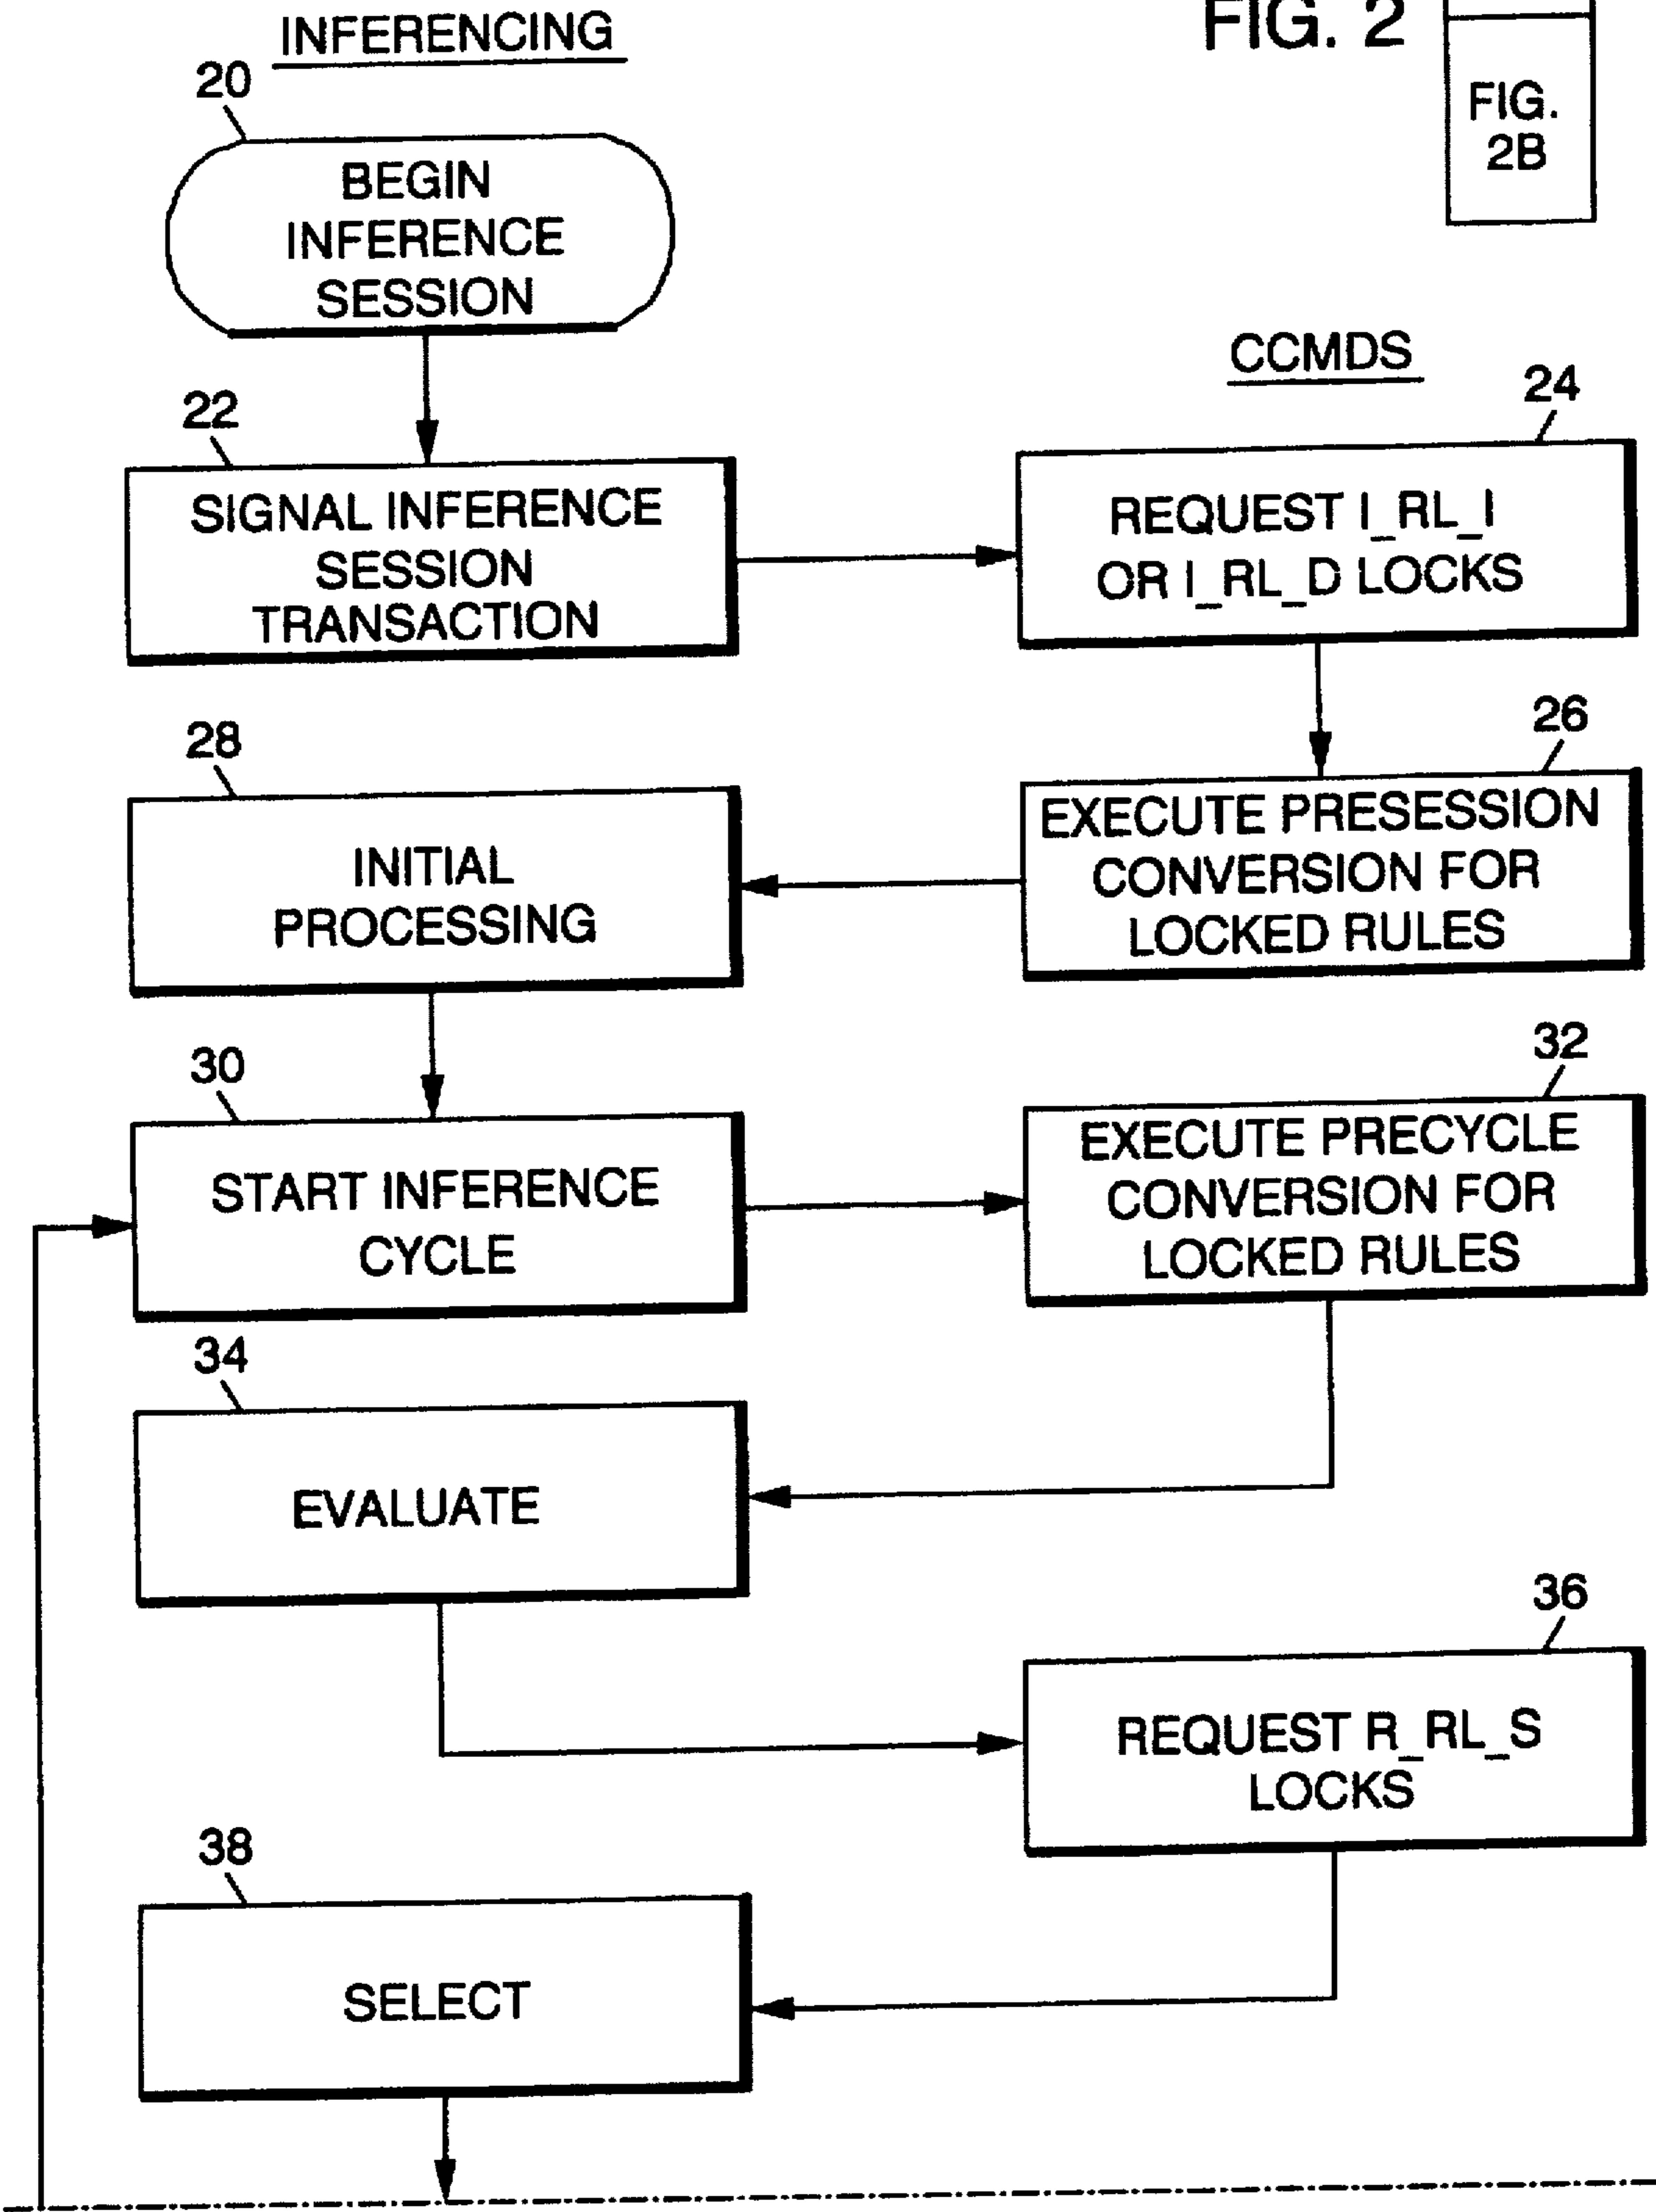 INFERENCING
FIG. 2
FIG.
2B
20
BEGIN
INFERENCE
SESSION
CCMDS
22
SIGNAL INFERENCE
SESSION
TRANSACTION
24
REQUEST I_RL_I
OR I_RL_D LOCKS
26
EXECUTE PRESESSION
CONVERSION FOR
LOCKED RULES
28
INITIAL
PROCESSING
30
START INFERENCE
CYCLE
32
EXECUTE PRECYCLE
CONVERSION FOR
LOCKED RULES
34
EVALUATE
36
REQUEST R_RL_S
LOCKS
38
SELECT